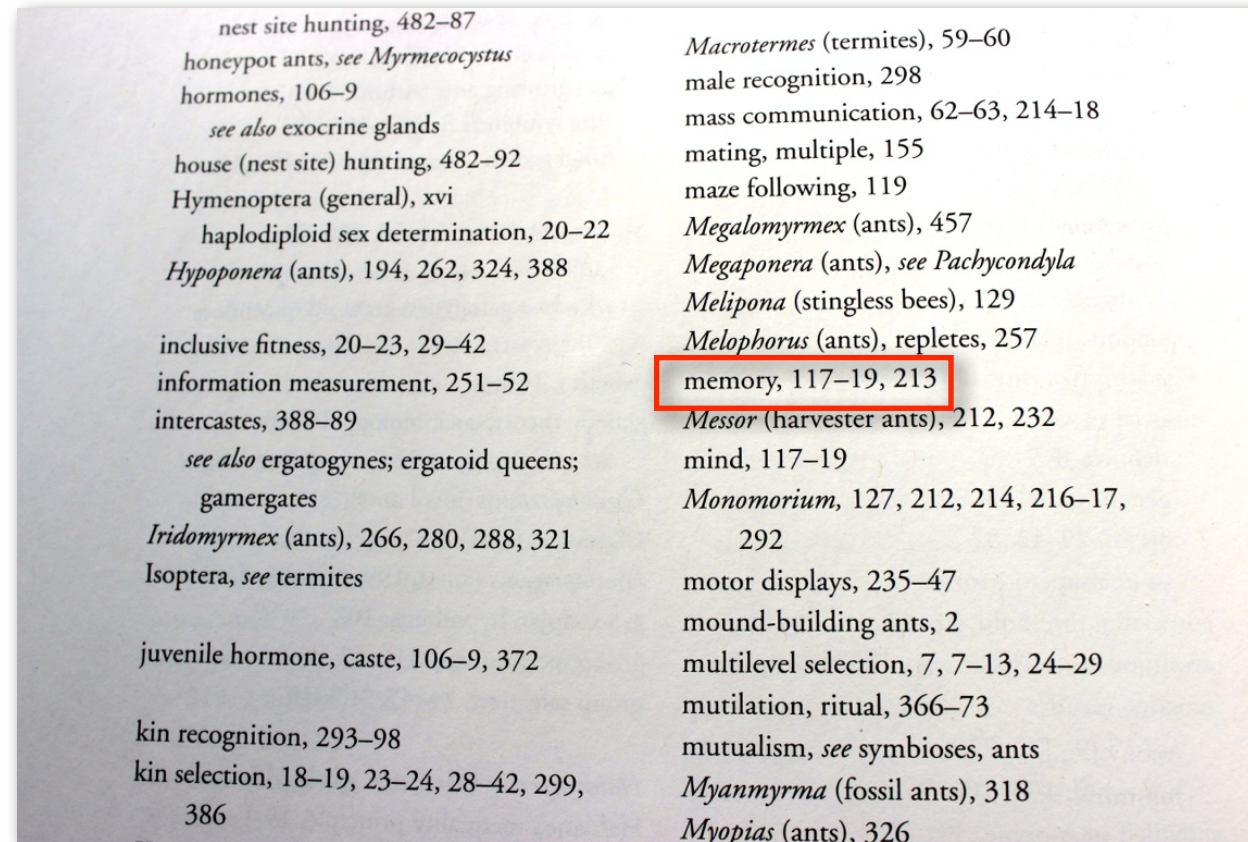 nest site hunting, 482–87
honeypot ants, see Myrmecocystus
hormones, 106–9
see also exocrine glands
house (nest site) hunting, 482–92
Hymenoptera (general), xvi
haplodiploid sex determination, 20–22
Hypoponera (ants), 194, 262, 324, 388
inclusive fitness, 20–23, 29–42
information measurement, 251–52
intercastes, 388–89
see also ergatogynes; ergatoid queens;
gamergates
Iridomyrmex (ants), 266, 280, 288, 321
Isoptera, see termites
juvenile hormone, caste, 106–9, 372
kin recognition, 293–98
kin selection, 18–19, 23–24, 28–42, 299,
386
Macrotermes (termites), 59–60
male recognition, 298
mass communication, 62–63, 214–18
mating, multiple, 155
maze following, 119
Megalomyrmex (ants), 457
Megaponera (ants), see Pachycondyla
Melipona (stingless bees), 129
Melophorus (ants), repletes, 257
memory, 117–19, 213
Messor (harvester ants), 212, 232
mind, 117–19
Monomorium, 127, 212, 214, 216–17,
292
motor displays, 235–47
mound-building ants, 2
multilevel selection, 7, 7–13, 24–29
mutilation, ritual, 366–73
mutualism, see symbioses, ants
Myanmyrma (fossil ants), 318
Myopias (ants), 326